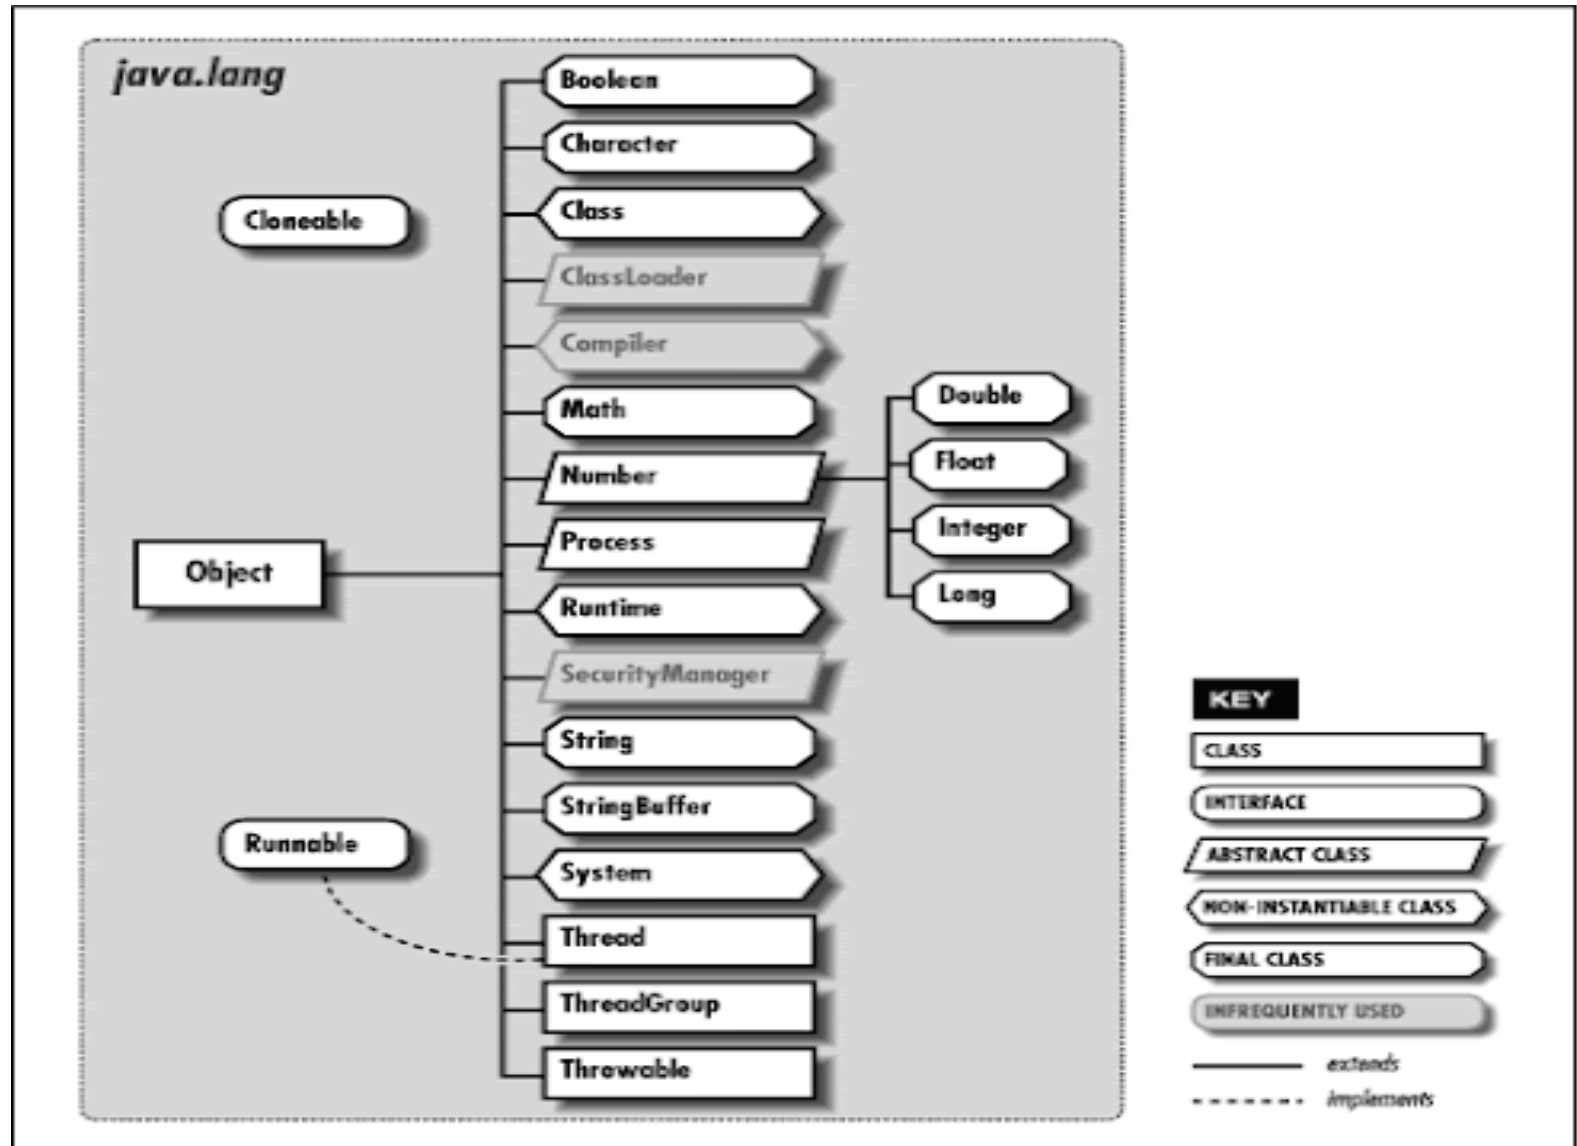 java.lang
Boolean
Character
Cloneable
Class
ClassLoader
Compiler
Math
Number
Double
Float
Integer
Long
Process
Object
Runtime
SecurityManager
String
StringBuffer
Runnable
System
Thread
ThreadGroup
Throwable
KEY
CLASS
INTERFACE
ABSTRACT CLASS
NON-INSTANTIABLE CLASS
FINAL CLASS
INFREQUENTLY USED
extends
implements